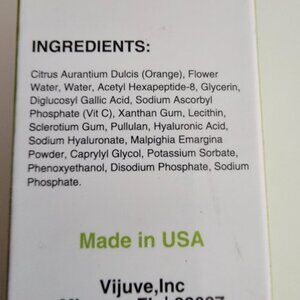 INGREDIENTS:
Citrus Aurantium Dulcis (Orange), Flower
Water, Water, Acetyl Hexapeptide-8, Glycerin,
Diglucosyl Gallic Acid, Sodium Ascorbyl
Phosphate (Vit C), Xanthan Gum, Lecithin,
Sclerotium Gum, Pullulan, Hyaluronic Acid,
Sodium Hyaluronate, Malpighia Emargina
Powder, Caprylyl Glycol, Potassium Sorbate,
Phenoxyethanol, Disodium Phosphate, Sodium
Phosphate.
Made in USA
Vijuve,Inc